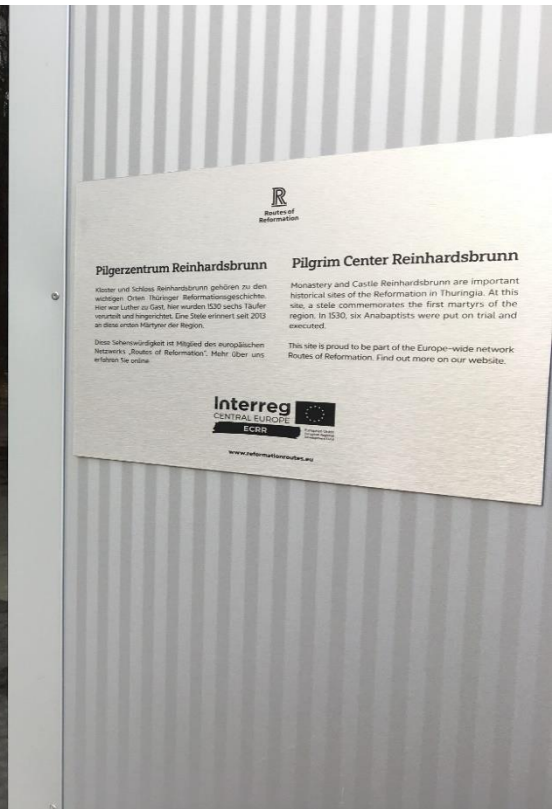 R
Routes of
Reformation
Pilgerzentrum Reinhardsbrunn
Kloster und Schloss Reinhardsbrunn gehören zu den
wichtigen Orten Thüringer Reformationsgeschichte.
Hier war Luther zu Gast, hier wurden 1530 sechs Täufer
verurteilt und hingerichtet. Eine Stele erinnert seit 2013
an diese ersten Märtyrer der Region.
Diese Sehenswürdigkeit ist Mitglied des europäischen
Netzwerks „Routes of Reformation“. Mehr über uns
erfahren Sie online.
Pilgrim Center Reinhardsbrunn
Monastery and Castle Reinhardsbrunn are important
historical sites of the Reformation in Thuringia. At this
site, a stele commemorates the first martyrs of the
region. In 1530, six Anabaptists were put on trial and
executed.
This site is proud to be part of the Europe-wide network
Routes of Reformation. Find out more on our website.
Interreg
CENTRAL EUROPE
ECRR
European Union
European Regional
Development Fund
www.reformationroutes.eu